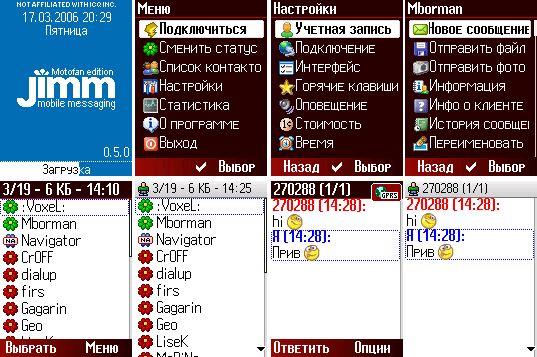 NOT AFFILIATED WITH ICQ INC.
17.03.2006 20:29
Пятница
Motofan edition
jimm
mobile messaging
0.5.0
Загрузка
Меню
Подключиться
Сменить статус
Список контакто
Настройки
Статистика
О программе
Выход
Выбор
Настройки
Учетная запись
Подключение
Интерфейс
Горячие клавиши
Оповещение
Стоимость
Время
Назад Выбор
Mborman
Новое сообщение
Отправить файл
Отправить фото
Информация
Инфо о клиенте
История сообщен
Переименовать
Назад Выбор
3/19 - 6 КБ - 14:10
:VoxeL:
Mborman
Navigator
CrOFF
dialup
firs
Gagarin
Geo
LiseK
Выбрать Меню
3/19 - 6 КБ - 14:25
:VoxeL:
Mborman
Navigator
CrOFF
dialup
firs
Gagarin
Geo
LiseK
270288 (1/1)
GPRS
270288 (14:28):
hi
Я (14:28):
Прив
Ответить Опции
270288 (1/1)
270288 (14:28):
hi
Я (14:28):
Прив